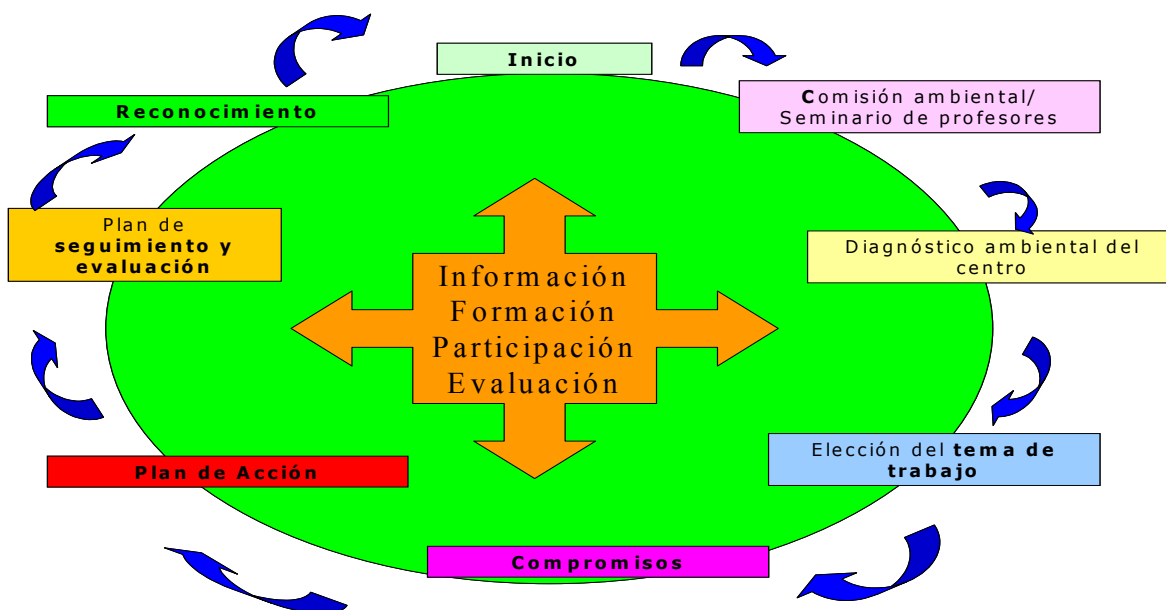 Inicio
Comisión ambiental/
Seminario de profesores
Diagnóstico ambiental del
centro
Elección del tema de
trabajo
Compromisos
Plan de Acción
Plan de
seguimiento y
evaluación
Reconocimiento
Información
Formación
Participación
Evaluación